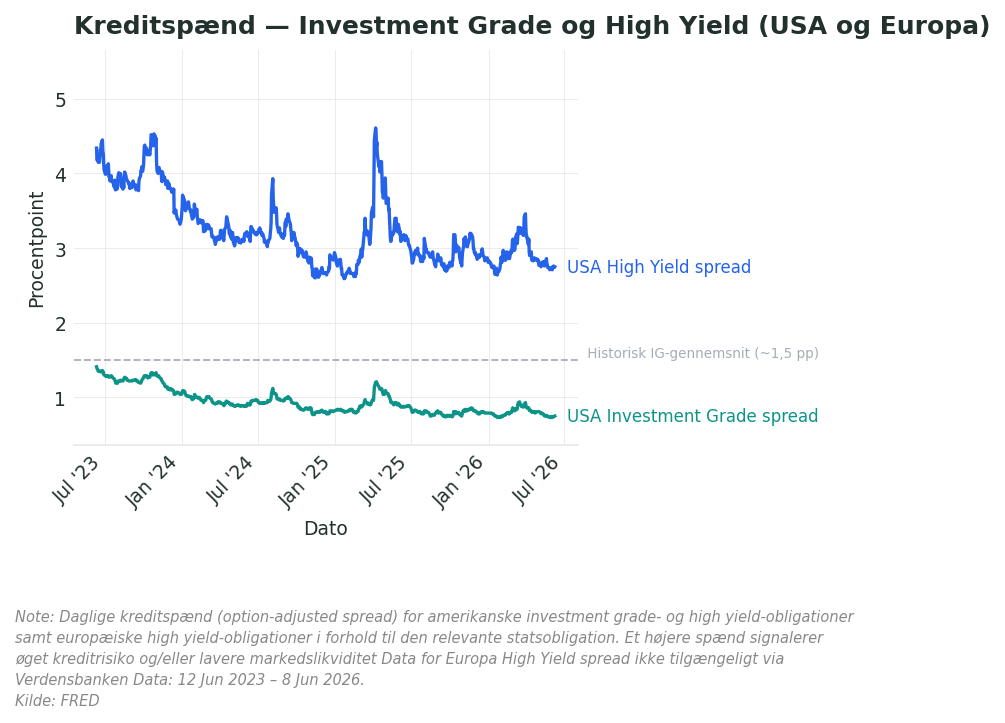 Kreditspænd — Investment Grade og High Yield (USA og Europa)
Procentpoint
5
4
3
2
1
USA High Yield spread
Historisk IG-gennemsnit (~1,5 pp)
USA Investment Grade spread
Jul '23
Jan '24
Jul '24
Jan '25
Jul '25
Jan '26
Jul '26
Dato
Note: Daglige kreditspænd (option-adjusted spread) for amerikanske investment grade- og high yield-obligationer
samt europæiske high yield-obligationer i forhold til den relevante statsobligation. Et højere spænd signalerer
øget kreditrisiko og/eller lavere markedslikviditet Data for Europa High Yield spread ikke tilgængeligt via
Verdensbanken Data: 12 Jun 2023 – 8 Jun 2026.
Kilde: FRED